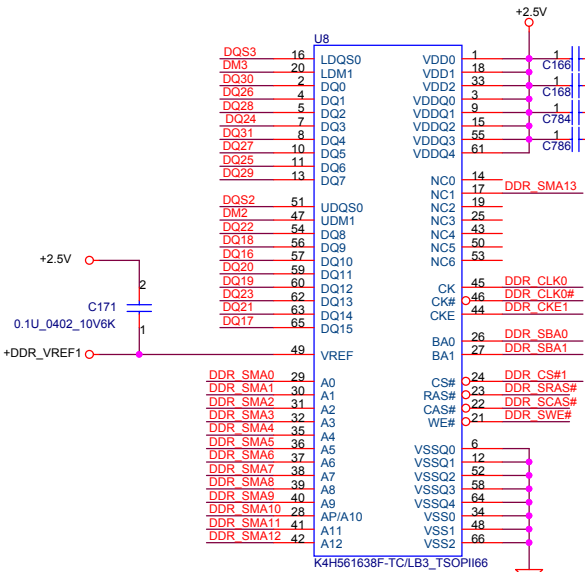 +2.5V
U8
DQS3 16 LDQS0 VDD0 1 1 C166
DM3 20 LDM1 VDD1 18
DQ30 2 DQ0 VDD2 33 1 C168
DQ26 4 DQ1 VDDQ0 3
DQ28 5 DQ2 VDDQ1 9 1 C784
DQ24 7 DQ3 VDDQ2 15
DQ31 8 DQ4 VDDQ3 55 1 C786
DQ27 10 DQ5 VDDQ4 61
DQ25 11 DQ6
DQ29 13 DQ7 NC0 14
NC1 17 DDR_SMA13
DQS2 51 UDQS0 NC2 19
DM2 47 UDM1 NC3 25
DQ22 54 DQ8 NC4 43
DQ18 56 DQ9 NC5 50
DQ16 57 DQ10 NC6 53
DQ20 59 DQ11
DQ19 60 DQ12 CK 45 DDR_CLK0
DQ23 62 DQ13 CK# 46 DDR_CLK0#
DQ21 63 DQ14 CKE 44 DDR_CKE1
DQ17 65 DQ15
+2.5V
2
C171
0.1U_0402_10V6K
1
BA0 26 DDR_SBA0
+DDR_VREF1 49 VREF BA1 27 DDR_SBA1
DDR_SMA0 29 A0 CS# 24 DDR_CS#1
DDR_SMA1 30 A1 RAS# 23 DDR_SRAS#
DDR_SMA2 31 A2 CAS# 22 DDR_SCAS#
DDR_SMA3 32 A3 WE# 21 DDR_SWE#
DDR_SMA4 35 A4
DDR_SMA5 36 A5 VSSQ0 6
DDR_SMA6 37 A6 VSSQ1 12
DDR_SMA7 38 A7 VSSQ2 52
DDR_SMA8 39 A8 VSSQ3 58
DDR_SMA9 40 A9 VSSQ4 64
DDR_SMA10 28 AP/A10 VSS0 34
DDR_SMA11 41 A11 VSS1 48
DDR_SMA12 42 A12 VSS2 66
K4H561638F-TC/LB3_TSOPII66